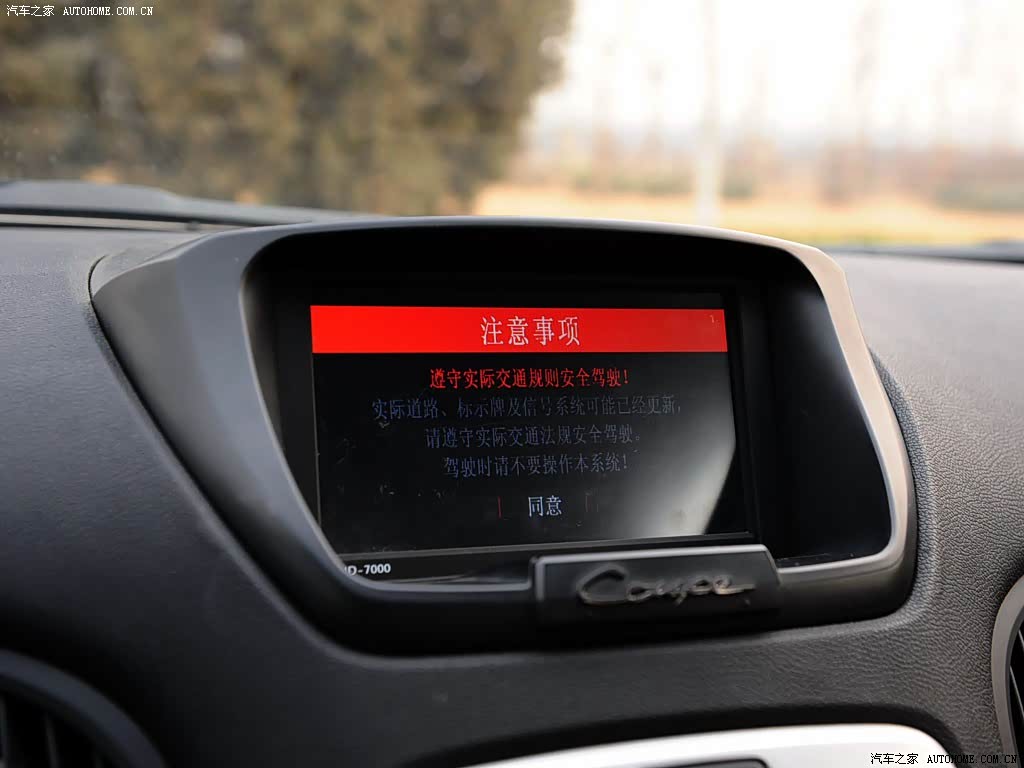 汽车之家 AUTOHOME.COM.CN
注意事项
遵守实际交通规则安全驾驶!
实际道路、标示牌及信号系统可能已经更新,
请遵守实际交通法规安全驾驶。
驾驶时请不要操作本系统!
同意
-7000
Coupe
汽车之家 AUTOHOME.COM.CN